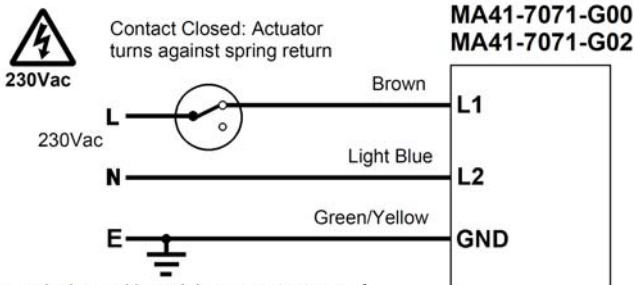 MA41-7071-G00
MA41-7071-G02
Contact Closed: Actuator
turns against spring return
230Vac
Brown
L
L1
230Vac
Light Blue
N
L2
Green/Yellow
E
GND